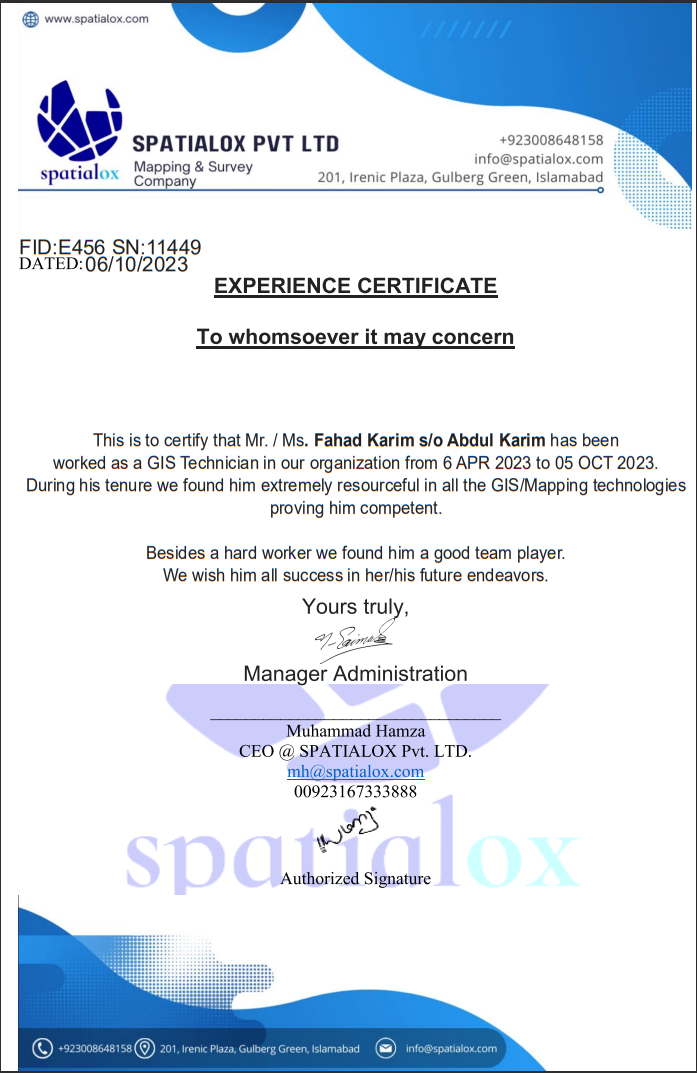 www.spatialox.com
SPATIALOX PVT LTD
Mapping & Survey
Company
spatialox
+923008648158
info@spatialox.com
201, Irenic Plaza, Gulberg Green, Islamabad
FID:E456 SN:11449
DATED:06/10/2023
EXPERIENCE CERTIFICATE
To whomsoever it may concern
This is to certify that Mr. / Ms. Fahad Karim s/o Abdul Karim has been
worked as a GIS Technician in our organization from 6 APR 2023 to 05 OCT 2023.
During his tenure we found him extremely resourceful in all the GIS/Mapping technologies
proving him competent.
Besides a hard worker we found him a good team player.
We wish him all success in her/his future endeavors.
Yours truly,
Manager Administration
Muhammad Hamza
CEO @ SPATIALOX Pvt. LTD.
mh@spatialox.com
00923167333888
spatialox
Authorized Signature
+923008648158 201, Irenic Plaza, Gulberg Green, Islamabad info@spatialox.com